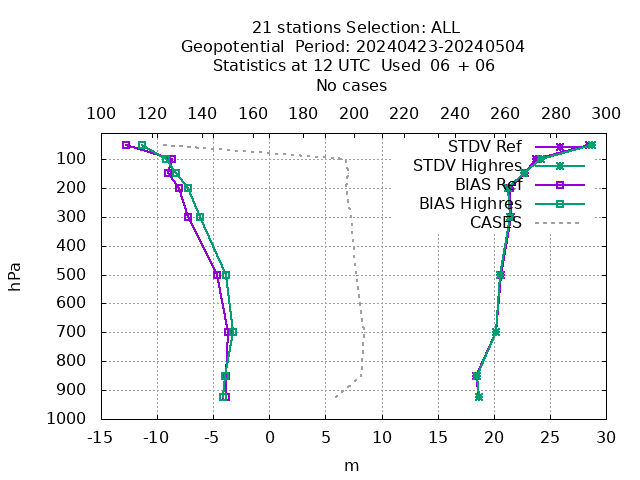 21 stations Selection: ALL
Geopotential  Period: 20240423-20240504
Statistics at 12 UTC  Used  06 + 06
No cases
100 120 140 160 180 200 220 240 260 280 300
STDV Ref
STDV Highres
BIAS Ref
BIAS Highres
CASES
hPa
100
200
300
400
500
600
700
800
900
1000
-15 -10 -5 0 5 10 15 20 25 30
m